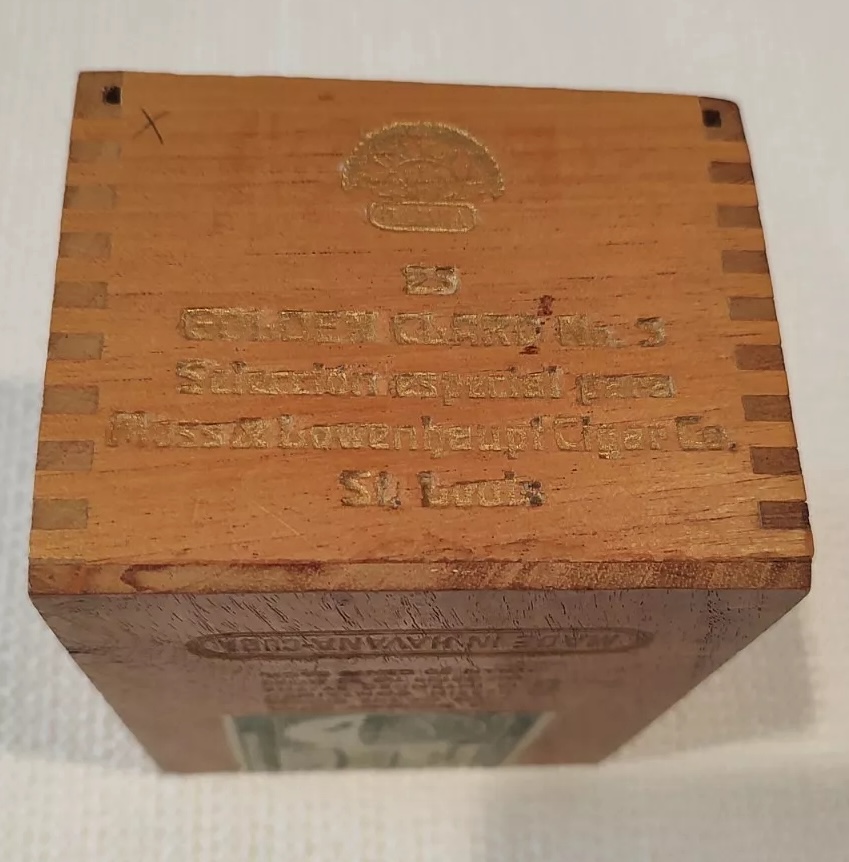 25
GOLDEN CLARO No. 3
Selección especial para
Moss & Lowenhaupt Cigar Co.
St. Louis
MADE IN HAVANA-CUBA